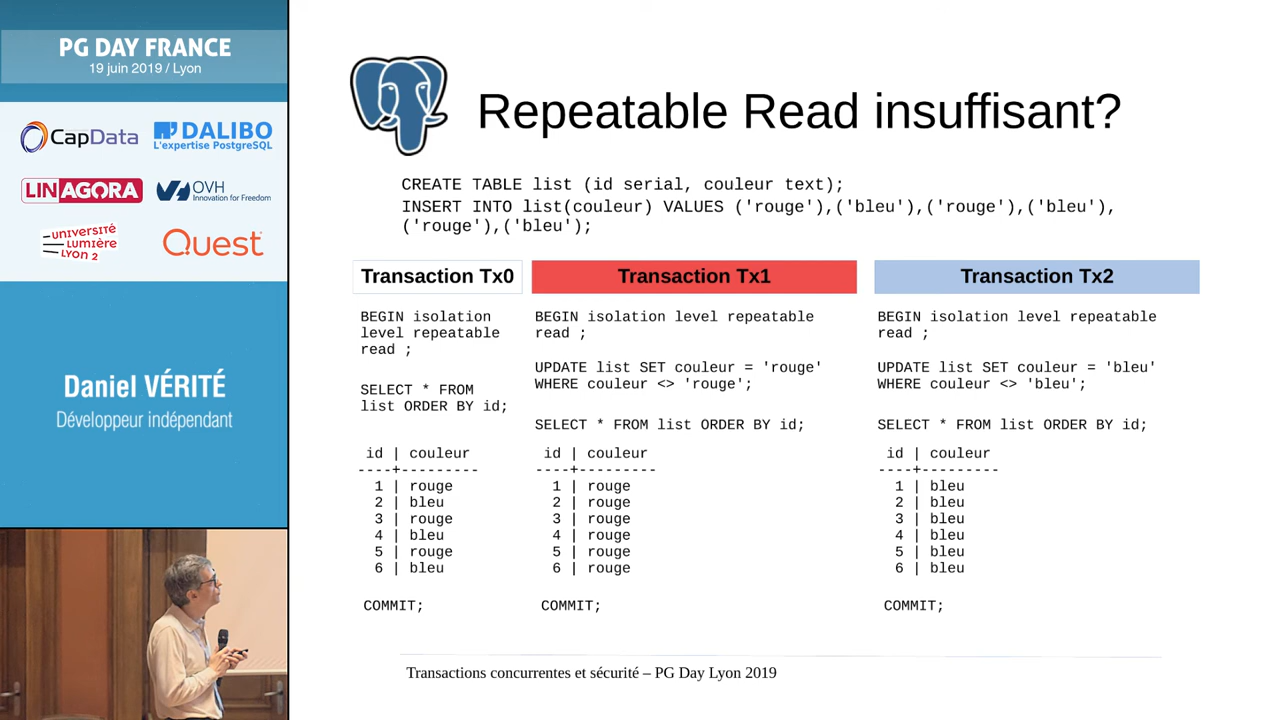 PG DAY FRANCE
19 juin 2019 / Lyon
CapData
DALIBO
L'expertise PostgreSQL
LINAGORA
OVH
Innovation for Freedom
UNIVERSITÉ
LUMIÈRE
LYON 2
Quest
Daniel VÉRITÉ
Développeur indépendant
Repeatable Read insuffisant?
CREATE TABLE list (id serial, couleur text);
INSERT INTO list(couleur) VALUES ('rouge'),('bleu'),('rouge'),('bleu'),
('rouge'),('bleu');
Transaction Tx0
BEGIN isolation
level repeatable
read ;
SELECT * FROM
list ORDER BY id;
id | couleur
----+---------
1 | rouge
2 | bleu
3 | rouge
4 | bleu
5 | rouge
6 | bleu
COMMIT;
Transaction Tx1
BEGIN isolation level repeatable
read ;
UPDATE list SET couleur = 'rouge'
WHERE couleur <> 'rouge';
SELECT * FROM list ORDER BY id;
id | couleur
----+---------
1 | rouge
2 | rouge
3 | rouge
4 | rouge
5 | rouge
6 | rouge
COMMIT;
Transaction Tx2
BEGIN isolation level repeatable
read ;
UPDATE list SET couleur = 'bleu'
WHERE couleur <> 'bleu';
SELECT * FROM list ORDER BY id;
id | couleur
----+---------
1 | bleu
2 | bleu
3 | bleu
4 | bleu
5 | bleu
6 | bleu
COMMIT;
Transactions concurrentes et sécurité – PG Day Lyon 2019